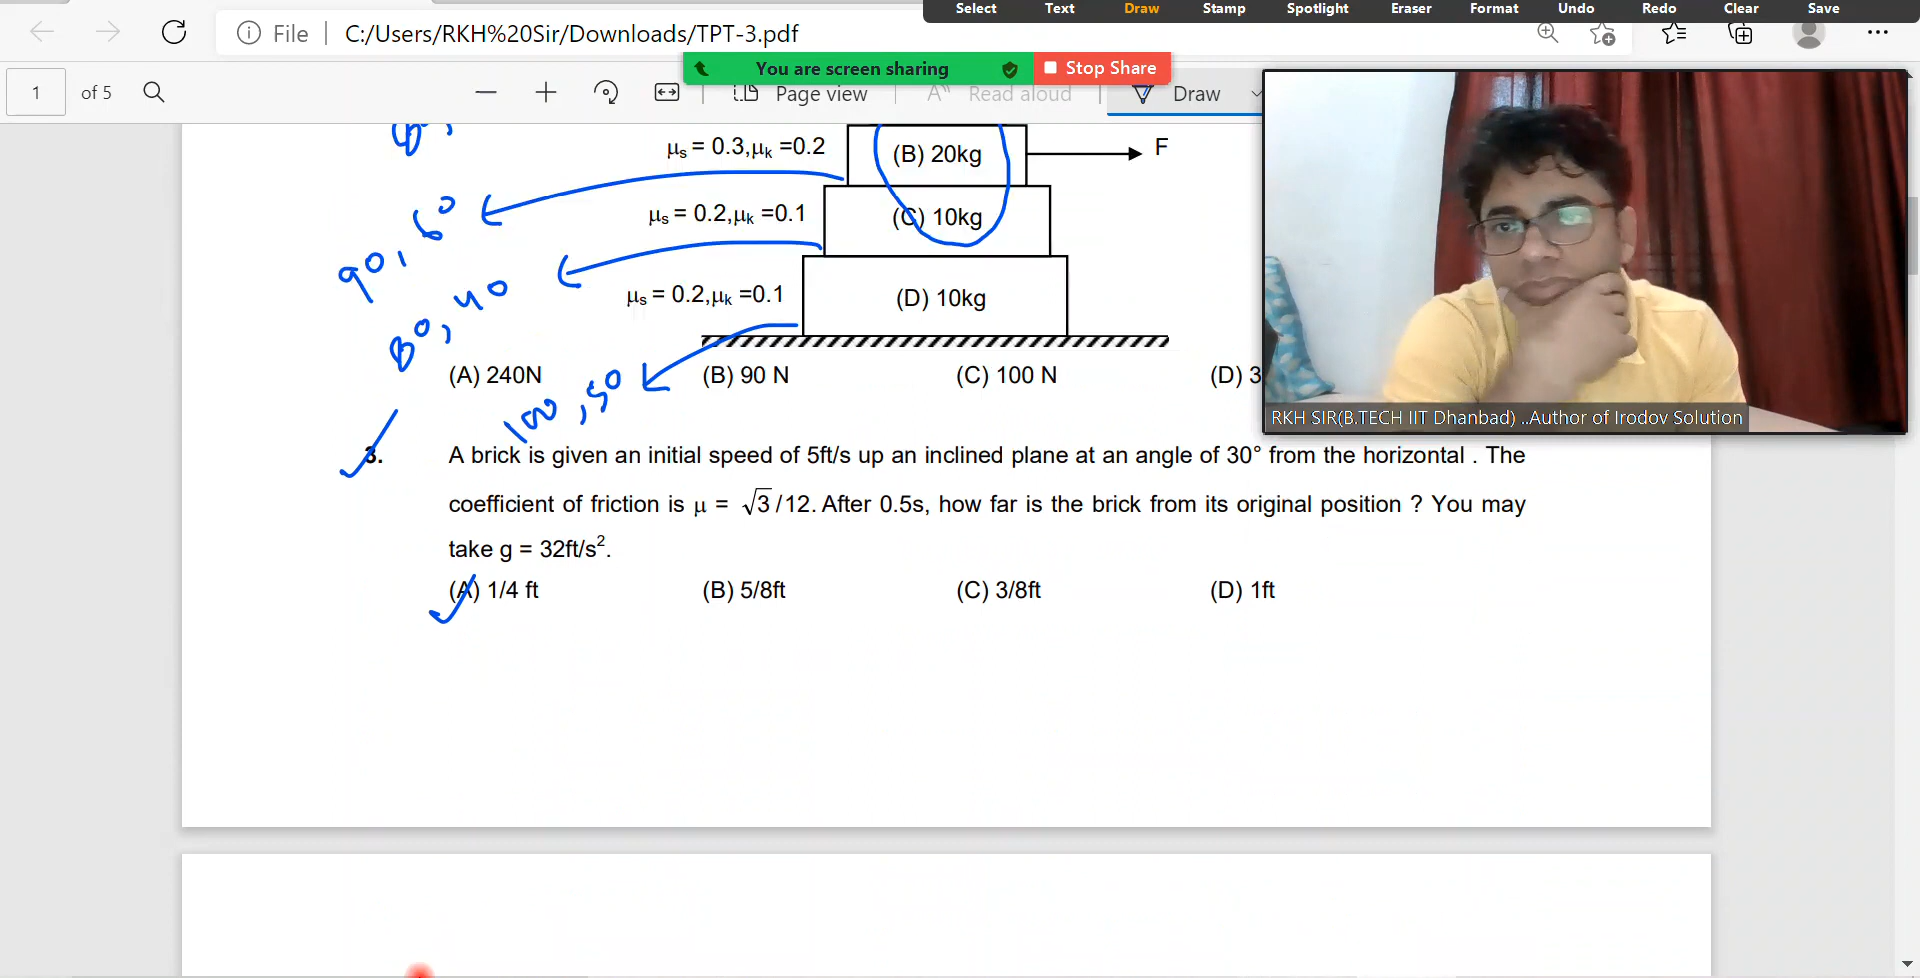 Select Text Draw Stamp Spotlight Eraser Format Undo Redo Clear Save
File C:/Users/RKH%20Sir/Downloads/TPT-3.pdf
You are screen sharing Stop Share
1 of 5 Page view Read aloud Draw
μs = 0.3,μk =0.2 (B) 20kg F
μs = 0.2,μk =0.1 (C) 10kg
90, 60
μs = 0.2,μk =0.1 (D) 10kg
80, 40
(A) 240N (B) 90 N (C) 100 N (D) 3
100, 50
RKH SIR(B.TECH IIT Dhanbad) ..Author of Irodov Solution
3. A brick is given an initial speed of 5ft/s up an inclined plane at an angle of 30° from the horizontal . The
coefficient of friction is μ = √3/12. After 0.5s, how far is the brick from its original position ? You may
take g = 32ft/s².
(A) 1/4 ft (B) 5/8ft (C) 3/8ft (D) 1ft